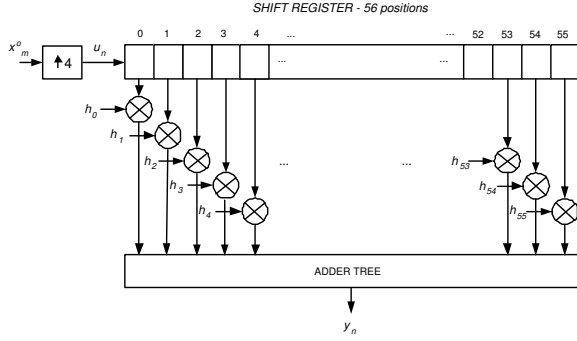 SHIFT REGISTER - 56 positions
0 1 2 3 4 ... ... 52 53 54 55
x°m ↑4 un ... ...
h0
h1
h2 ... ... h53
h3 h54
h4 h55
ADDER TREE
yn